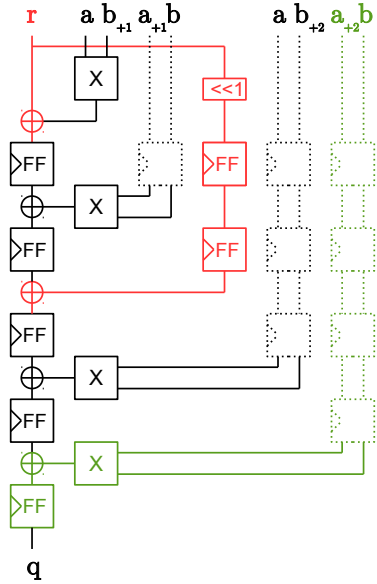 r a b+1 a+1b a b+2 a+2b
X
<<1
FF FF
X
FF FF
FF
X
FF
X
FF
q